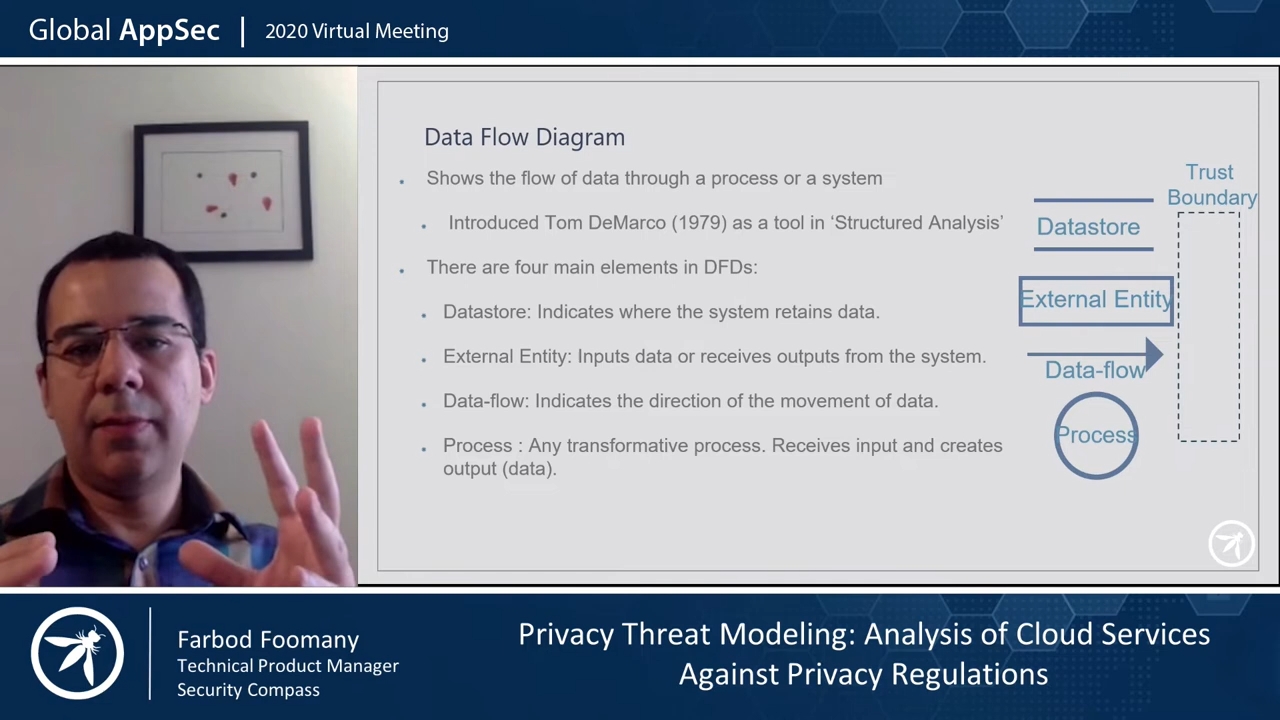 Global AppSec | 2020 Virtual Meeting
Data Flow Diagram
• Shows the flow of data through a process or a system
• Introduced Tom DeMarco (1979) as a tool in ‘Structured Analysis’
• There are four main elements in DFDs:
• Datastore: Indicates where the system retains data.
• External Entity: Inputs data or receives outputs from the system.
• Data-flow: Indicates the direction of the movement of data.
• Process : Any transformative process. Receives input and creates
output (data).
Trust
Boundary
Datastore
External Entity
Data-flow
Process
Farbod Foomany
Technical Product Manager
Security Compass
Privacy Threat Modeling: Analysis of Cloud Services
Against Privacy Regulations